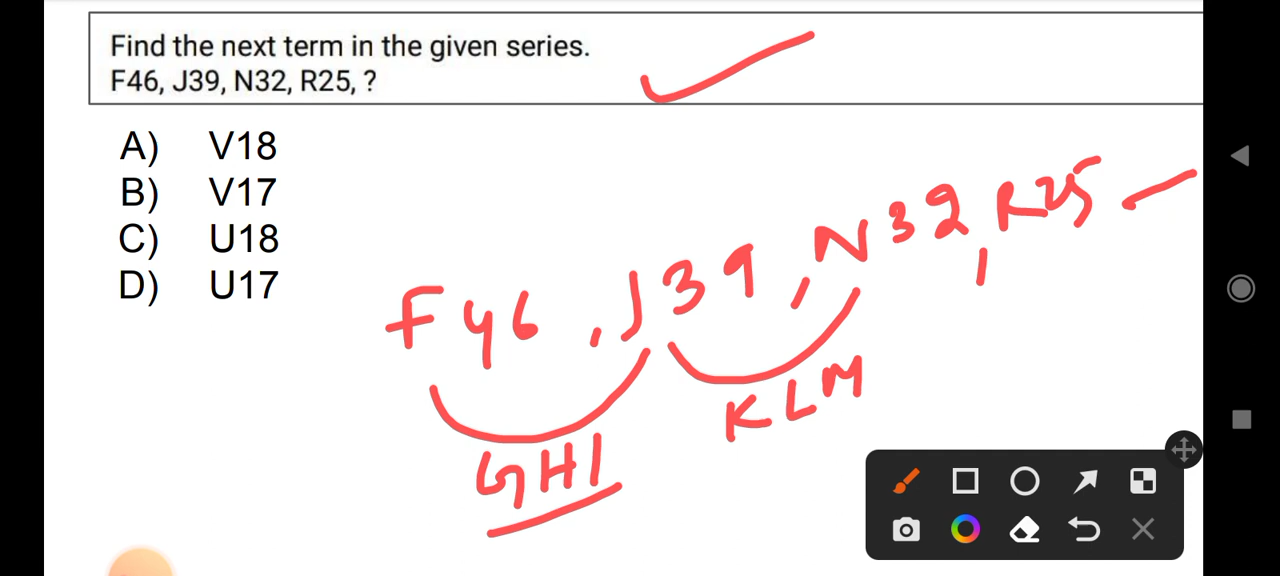 Find the next term in the given series.
F46, J39, N32, R25, ?
A) V18
B) V17
C) U18
D) U17
F46, J39, N32, R25 –
GHI
KLM